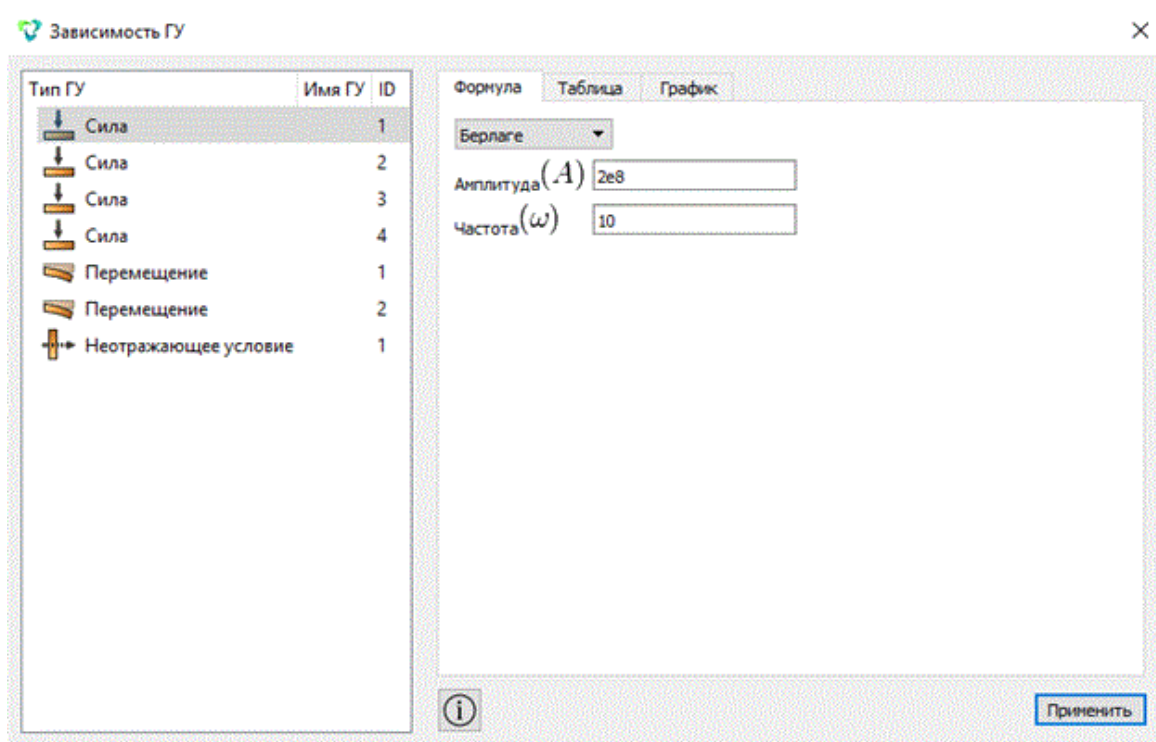 Зависимость ГУ
Тип ГУ Имя ГУ ID
Сила 1
Сила 2
Сила 3
Сила 4
Перемещение 1
Перемещение 2
Неотражающее условие 1
Формула Таблица График
Берлаге
Амплитуда(A) 2e8
Частота(ω) 10
Применить